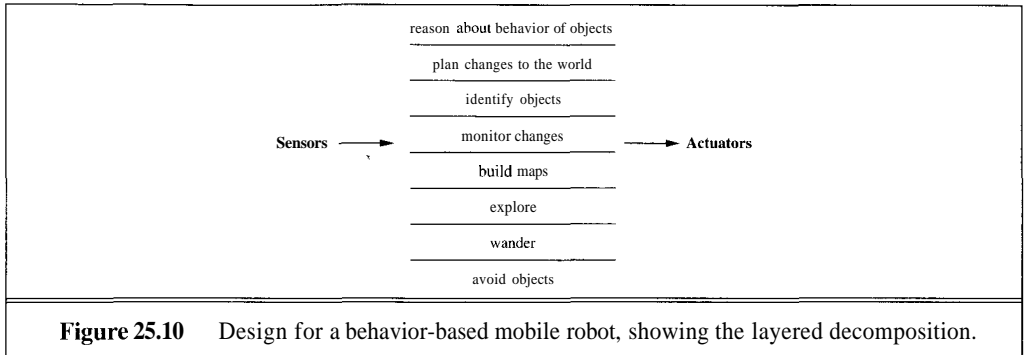 reason about behavior of objects
plan changes to the world
identify objects
Sensors monitor changes Actuators
build maps
explore
wander
avoid objects
Figure 25.10 Design for a behavior-based mobile robot, showing the layered decomposition.